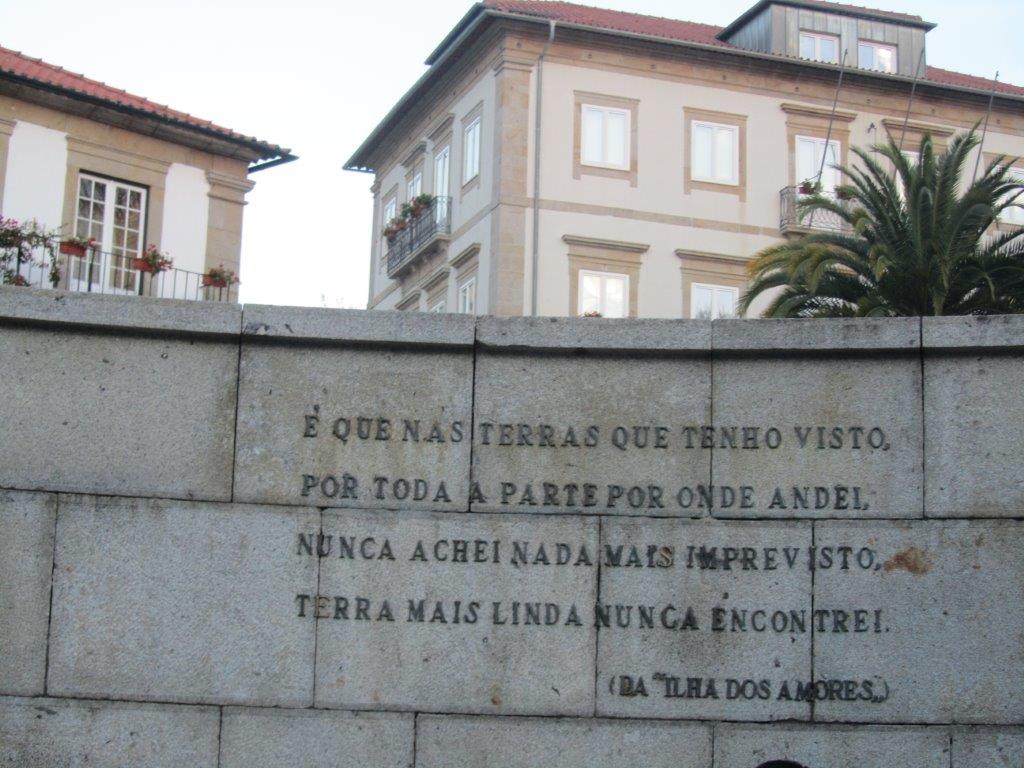 É QUE NAS TERRAS QUE TENHO VISTO,
POR TODA A PARTE POR ONDE ANDEI,
NUNCA ACHEI NADA MAIS IMPREVISTO,
TERRA MAIS LINDA NUNCA ENCONTREI.
(DA "ILHA DOS AMORES„)